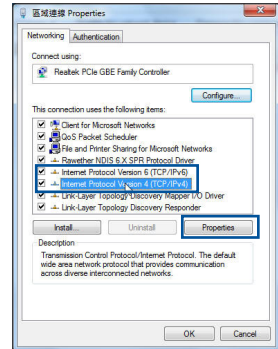 區域連線 Properties
Networking Authentication
Connect using:
Realtek PCIe GBE Family Controller
Configure...
This connection uses the following items:
Client for Microsoft Networks
QoS Packet Scheduler
File and Printer Sharing for Microsoft Networks
Rawether NDIS 6.X SPR Protocol Driver
Internet Protocol Version 6 (TCP/IPv6)
Internet Protocol Version 4 (TCP/IPv4)
Link-Layer Topology Discovery Mapper I/O Driver
Link-Layer Topology Discovery Responder
Install... Uninstall Properties
Description
Transmission Control Protocol/Internet Protocol. The default
wide area network protocol that provides communication
across diverse interconnected networks.
OK Cancel